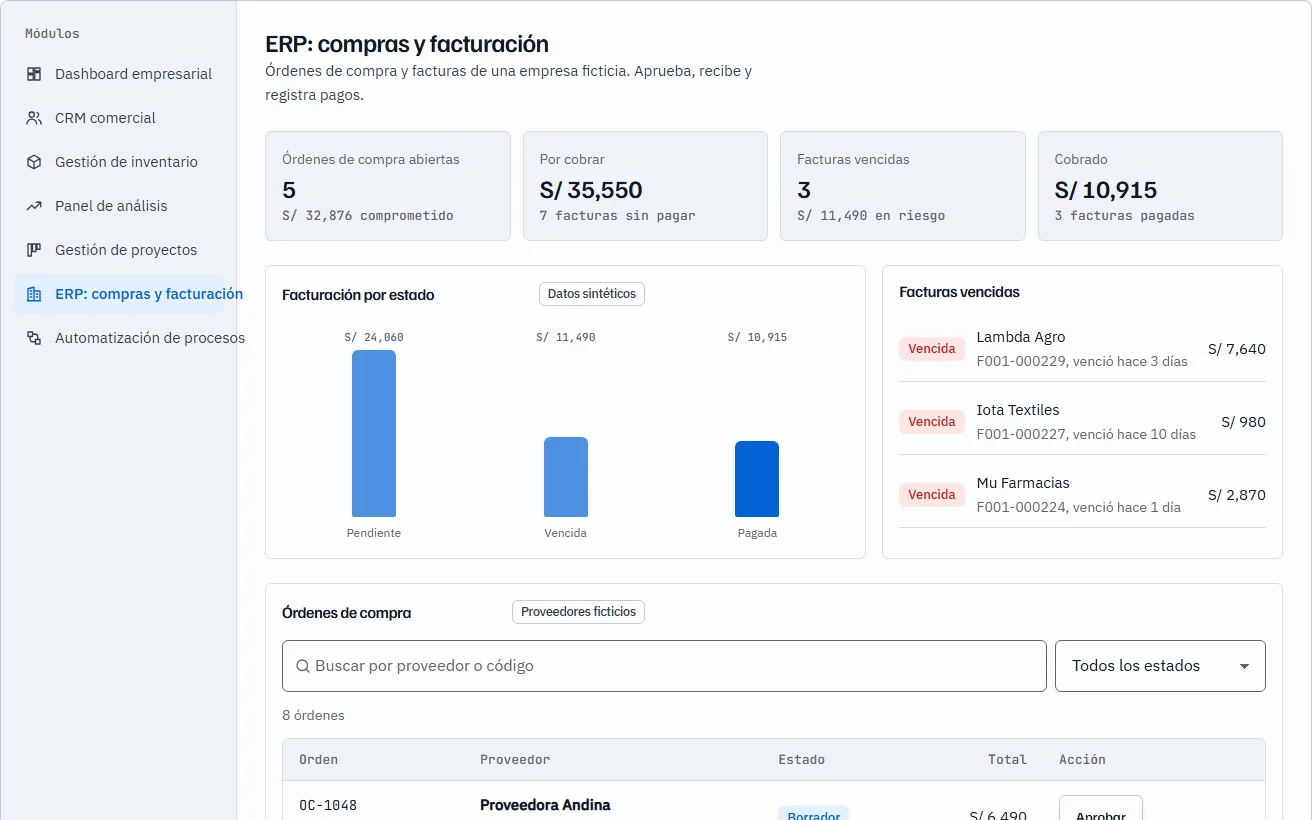 Módulos
Dashboard empresarial
CRM comercial
Gestión de inventario
Panel de análisis
Gestión de proyectos
ERP: compras y facturación
Automatización de procesos
ERP: compras y facturación
Órdenes de compra y facturas de una empresa ficticia. Aprueba, recibe y
registra pagos.
Órdenes de compra abiertas
5
S/ 32,876 comprometido
Por cobrar
S/ 35,550
7 facturas sin pagar
Facturas vencidas
3
S/ 11,490 en riesgo
Cobrado
S/ 10,915
3 facturas pagadas
Facturación por estado
Datos sintéticos
S/ 24,060
S/ 11,490
S/ 10,915
Pendiente
Vencida
Pagada
Facturas vencidas
Vencida
Lambda Agro
F001-000229, venció hace 3 días
S/ 7,640
Vencida
Iota Textiles
F001-000227, venció hace 10 días
S/ 980
Vencida
Mu Farmacias
F001-000224, venció hace 1 día
S/ 2,870
Órdenes de compra
Proveedores ficticios
Buscar por proveedor o código
Todos los estados
8 órdenes
Orden
Proveedor
Estado
Total
Acción
OC-1048
Proveedora Andina
Borrador
S/ 6,490
Aprobar